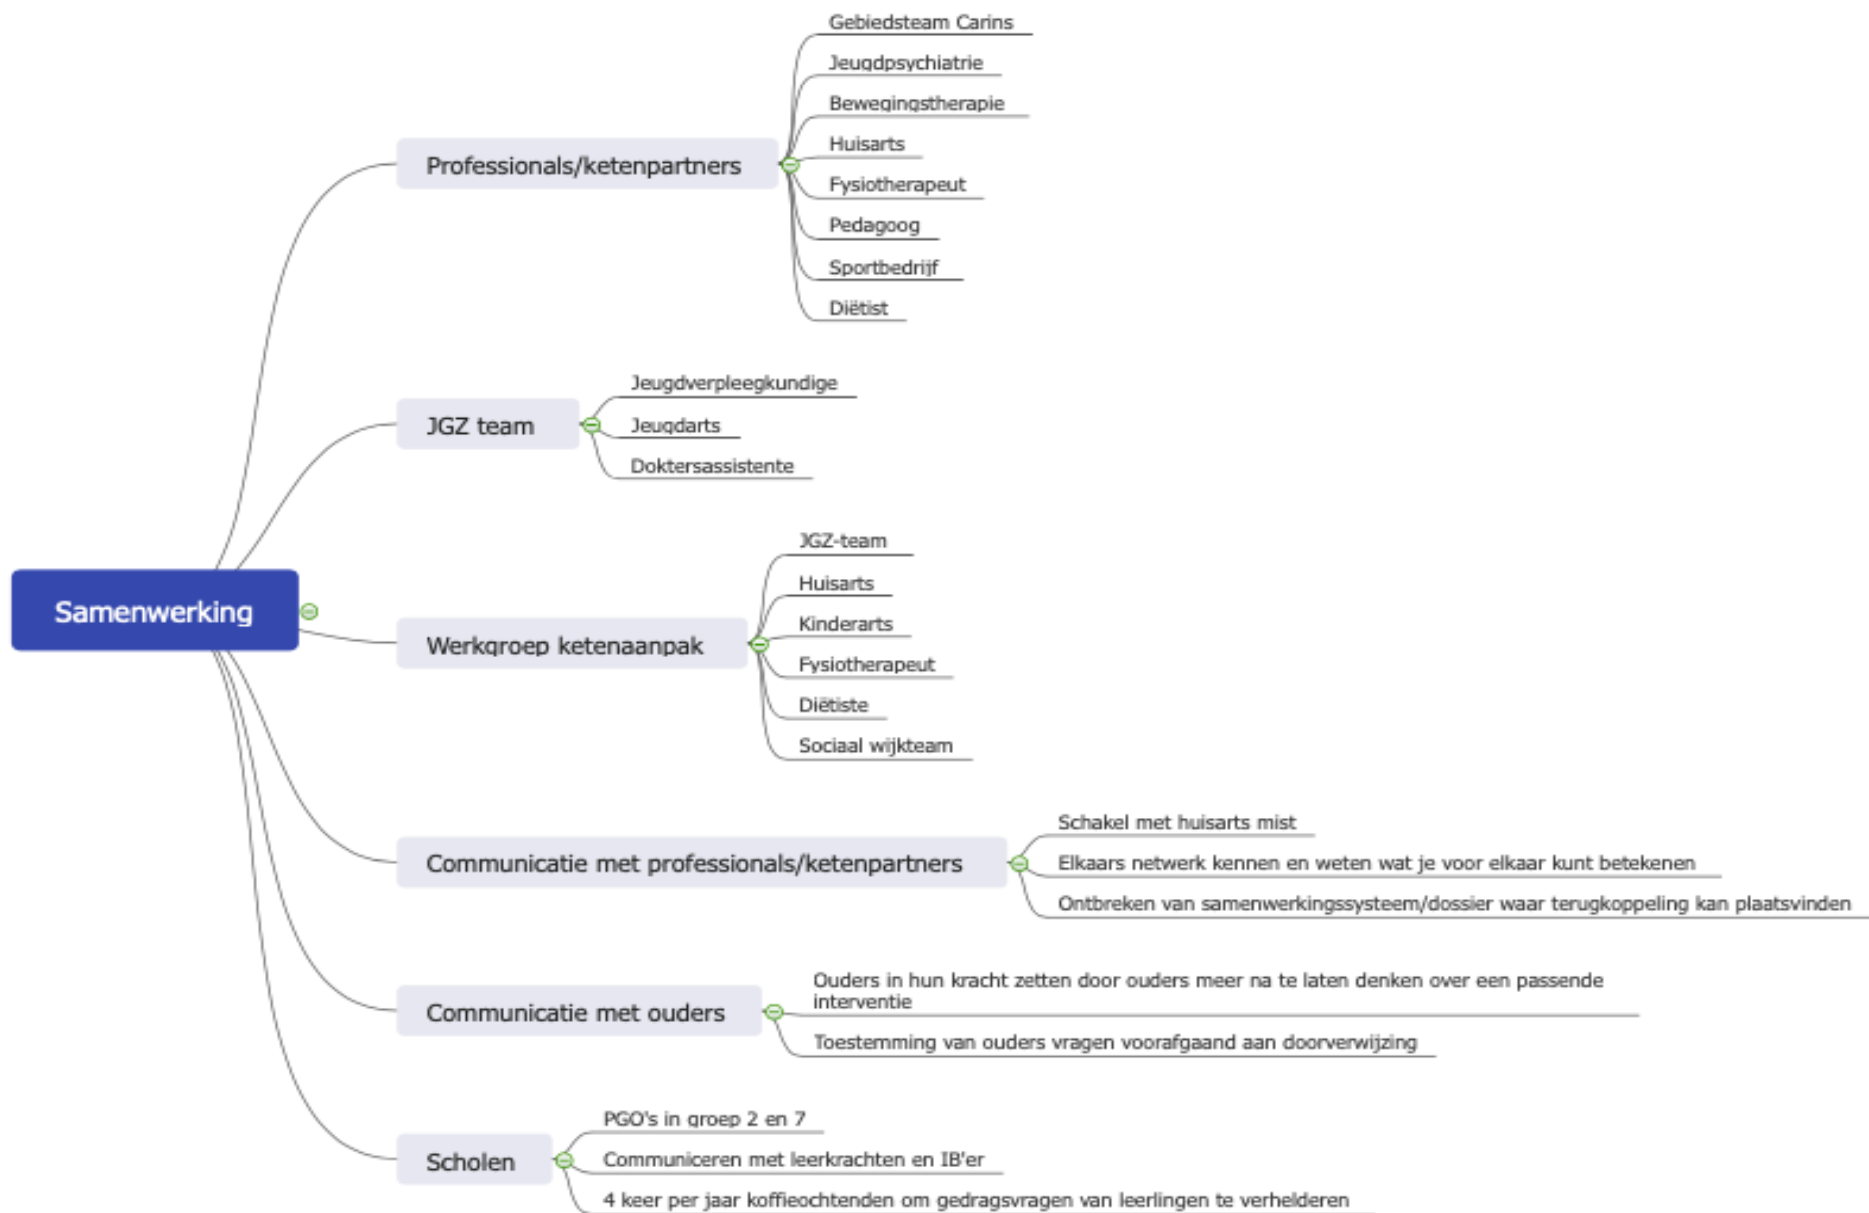 Samenwerking
Professionals/ketenpartners
Gebiedsteam Carins
Jeugdpsychiatrie
Bewegingstherapie
Huisarts
Fysiotherapeut
Pedagoog
Sportbedrijf
Diëtist
JGZ team
Jeugdverpleegkundige
Jeugdarts
Doktersassistente
Werkgroep ketenaanpak
JGZ-team
Huisarts
Kinderarts
Fysiotherapeut
Diëtiste
Sociaal wijkteam
Communicatie met professionals/ketenpartners
Schakel met huisarts mist
Elkaars netwerk kennen en weten wat je voor elkaar kunt betekenen
Ontbreken van samenwerkingssysteem/dossier waar terugkoppeling kan plaatsvinden
Communicatie met ouders
Ouders in hun kracht zetten door ouders meer na te laten denken over een passende
interventie
Toestemming van ouders vragen voorafgaand aan doorverwijzing
Scholen
PGO's in groep 2 en 7
Communiceren met leerkrachten en IB'er
4 keer per jaar koffieochtenden om gedragsvragen van leerlingen te verhelderen